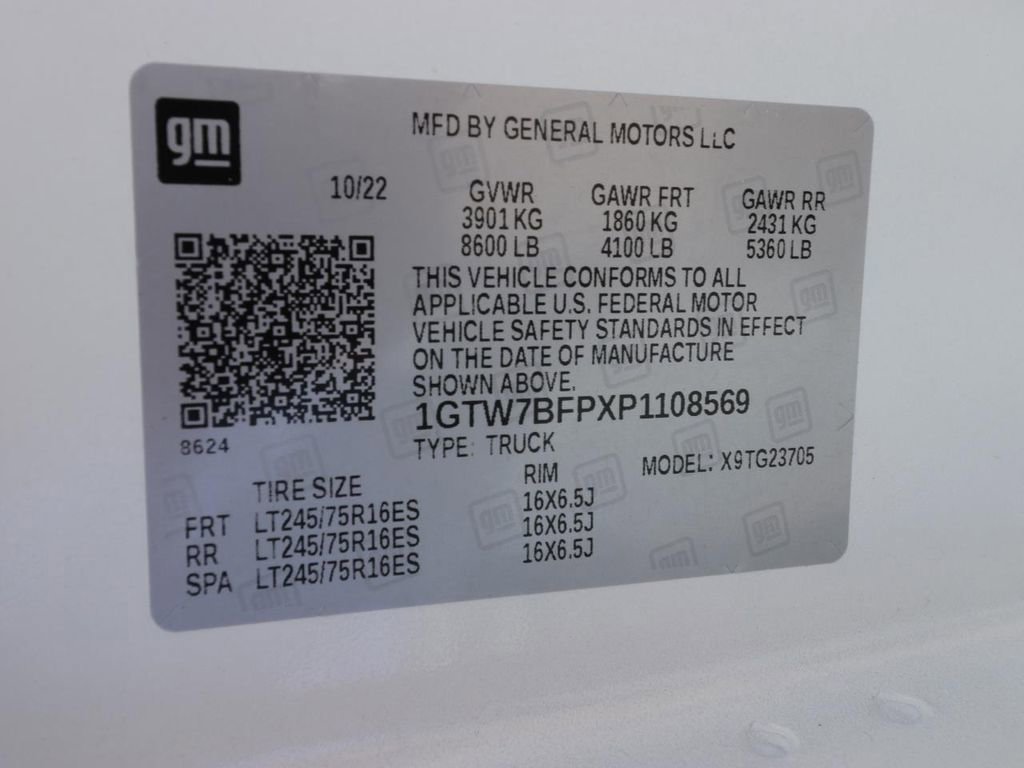 gm
MFD BY GENERAL MOTORS LLC
10/22 GVWR GAWR FRT GAWR RR
3901 KG 1860 KG 2431 KG
8600 LB 4100 LB 5360 LB
THIS VEHICLE CONFORMS TO ALL
APPLICABLE U.S. FEDERAL MOTOR
VEHICLE SAFETY STANDARDS IN EFFECT
ON THE DATE OF MANUFACTURE
SHOWN ABOVE.
1GTW7BFPXP1108569
8624
TYPE: TRUCK MODEL: X9TG23705
TIRE SIZE RIM
FRT LT245/75R16ES 16X6.5J
RR LT245/75R16ES 16X6.5J
SPA LT245/75R16ES 16X6.5J